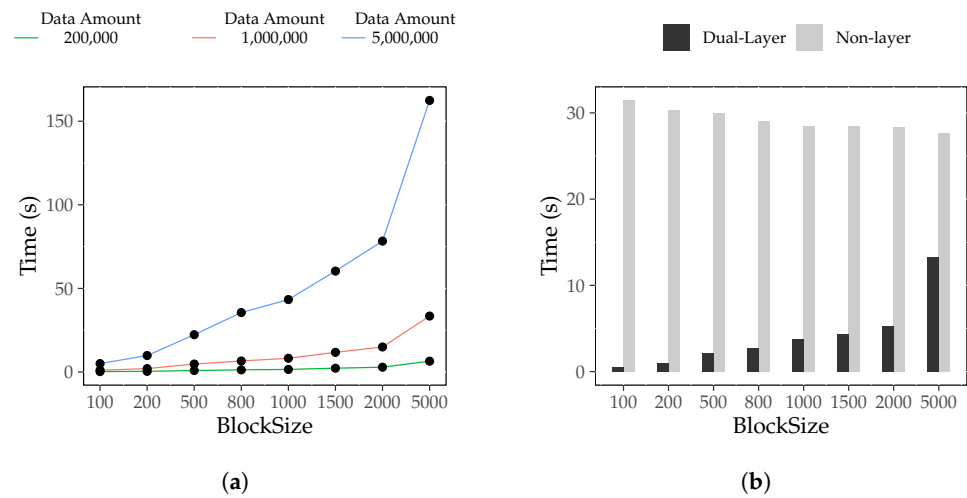 Data Amount
200,000
Data Amount
1,000,000
Data Amount
5,000,000
Time (s)
150
100
50
0
100 200 500 800 1000 1500 2000 5000
BlockSize
(a)
Dual-Layer Non-layer
Time (s)
30
20
10
0
100 200 500 800 1000 1500 2000 5000
BlockSize
(b)